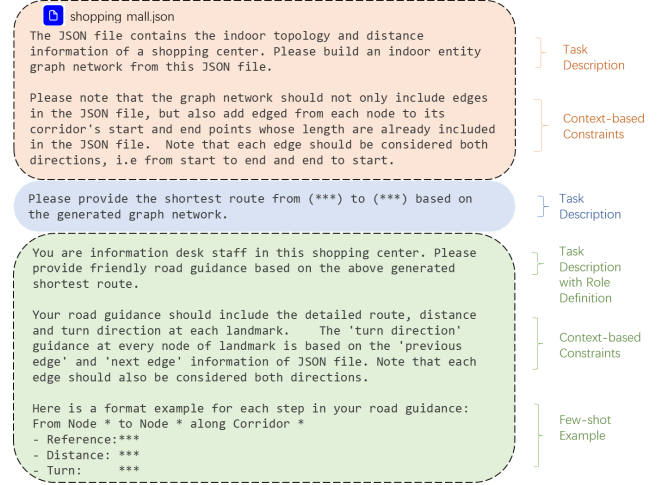 shopping mall.json
The JSON file contains the indoor topology and distance
information of a shopping center. Please build an indoor entity
graph network from this JSON file.
Task
Description
Please note that the graph network should not only include edges
in the JSON file, but also add edged from each node to its
corridor's start and end points whose length are already included
in the JSON file. Note that each edge should be considered both
directions, i.e from start to end and end to start.
Context-based
Constraints
Please provide the shortest route from (***) to (***) based on
the generated graph network.
Task
Description
You are information desk staff in this shopping center. Please
provide friendly road guidance based on the above generated
shortest route.
Task
Description
with Role
Definition
Your road guidance should include the detailed route, distance
and turn direction at each landmark. The 'turn direction'
guidance at every node of landmark is based on the 'previous
edge' and 'next edge' information of JSON file. Note that each
edge should also be considered both directions.
Context-based
Constraints
Here is a format example for each step in your road guidance:
From Node * to Node * along Corridor *
- Reference:***
- Distance: ***
- Turn: ***
Few-shot
Example